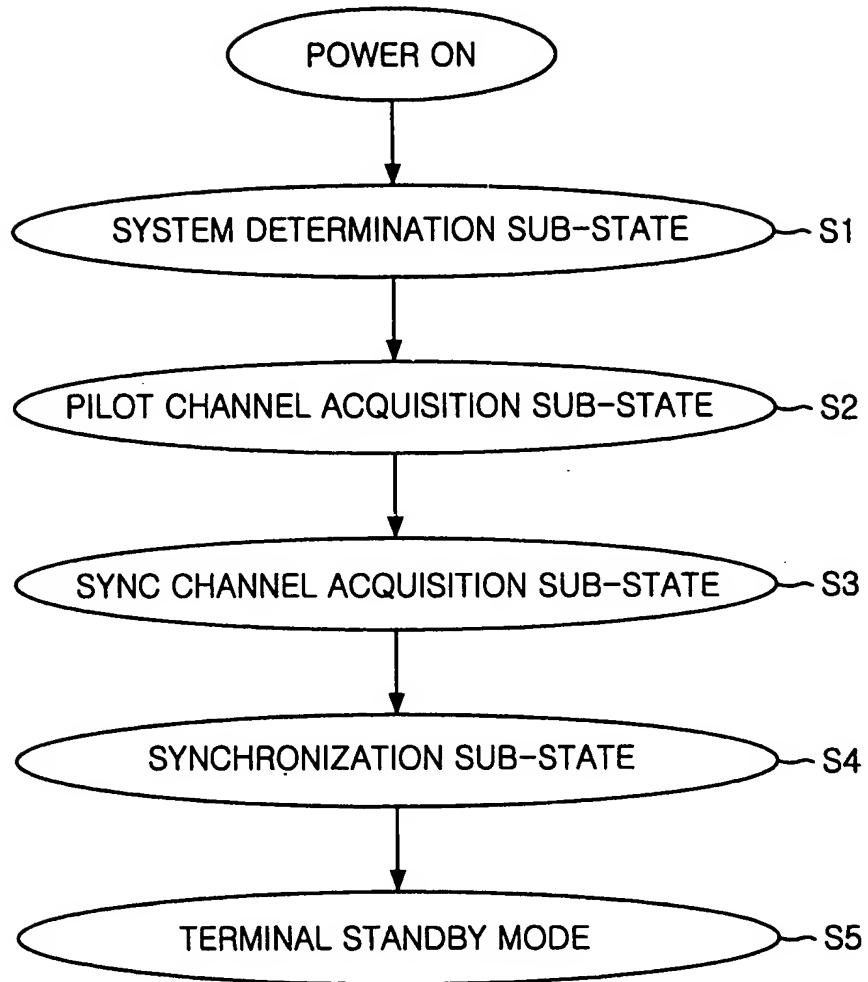 POWER ON
SYSTEM DETERMINATION SUB-STATE S1
PILOT CHANNEL ACQUISITION SUB-STATE S2
SYNC CHANNEL ACQUISITION SUB-STATE S3
SYNCHRONIZATION SUB-STATE S4
TERMINAL STANDBY MODE S5